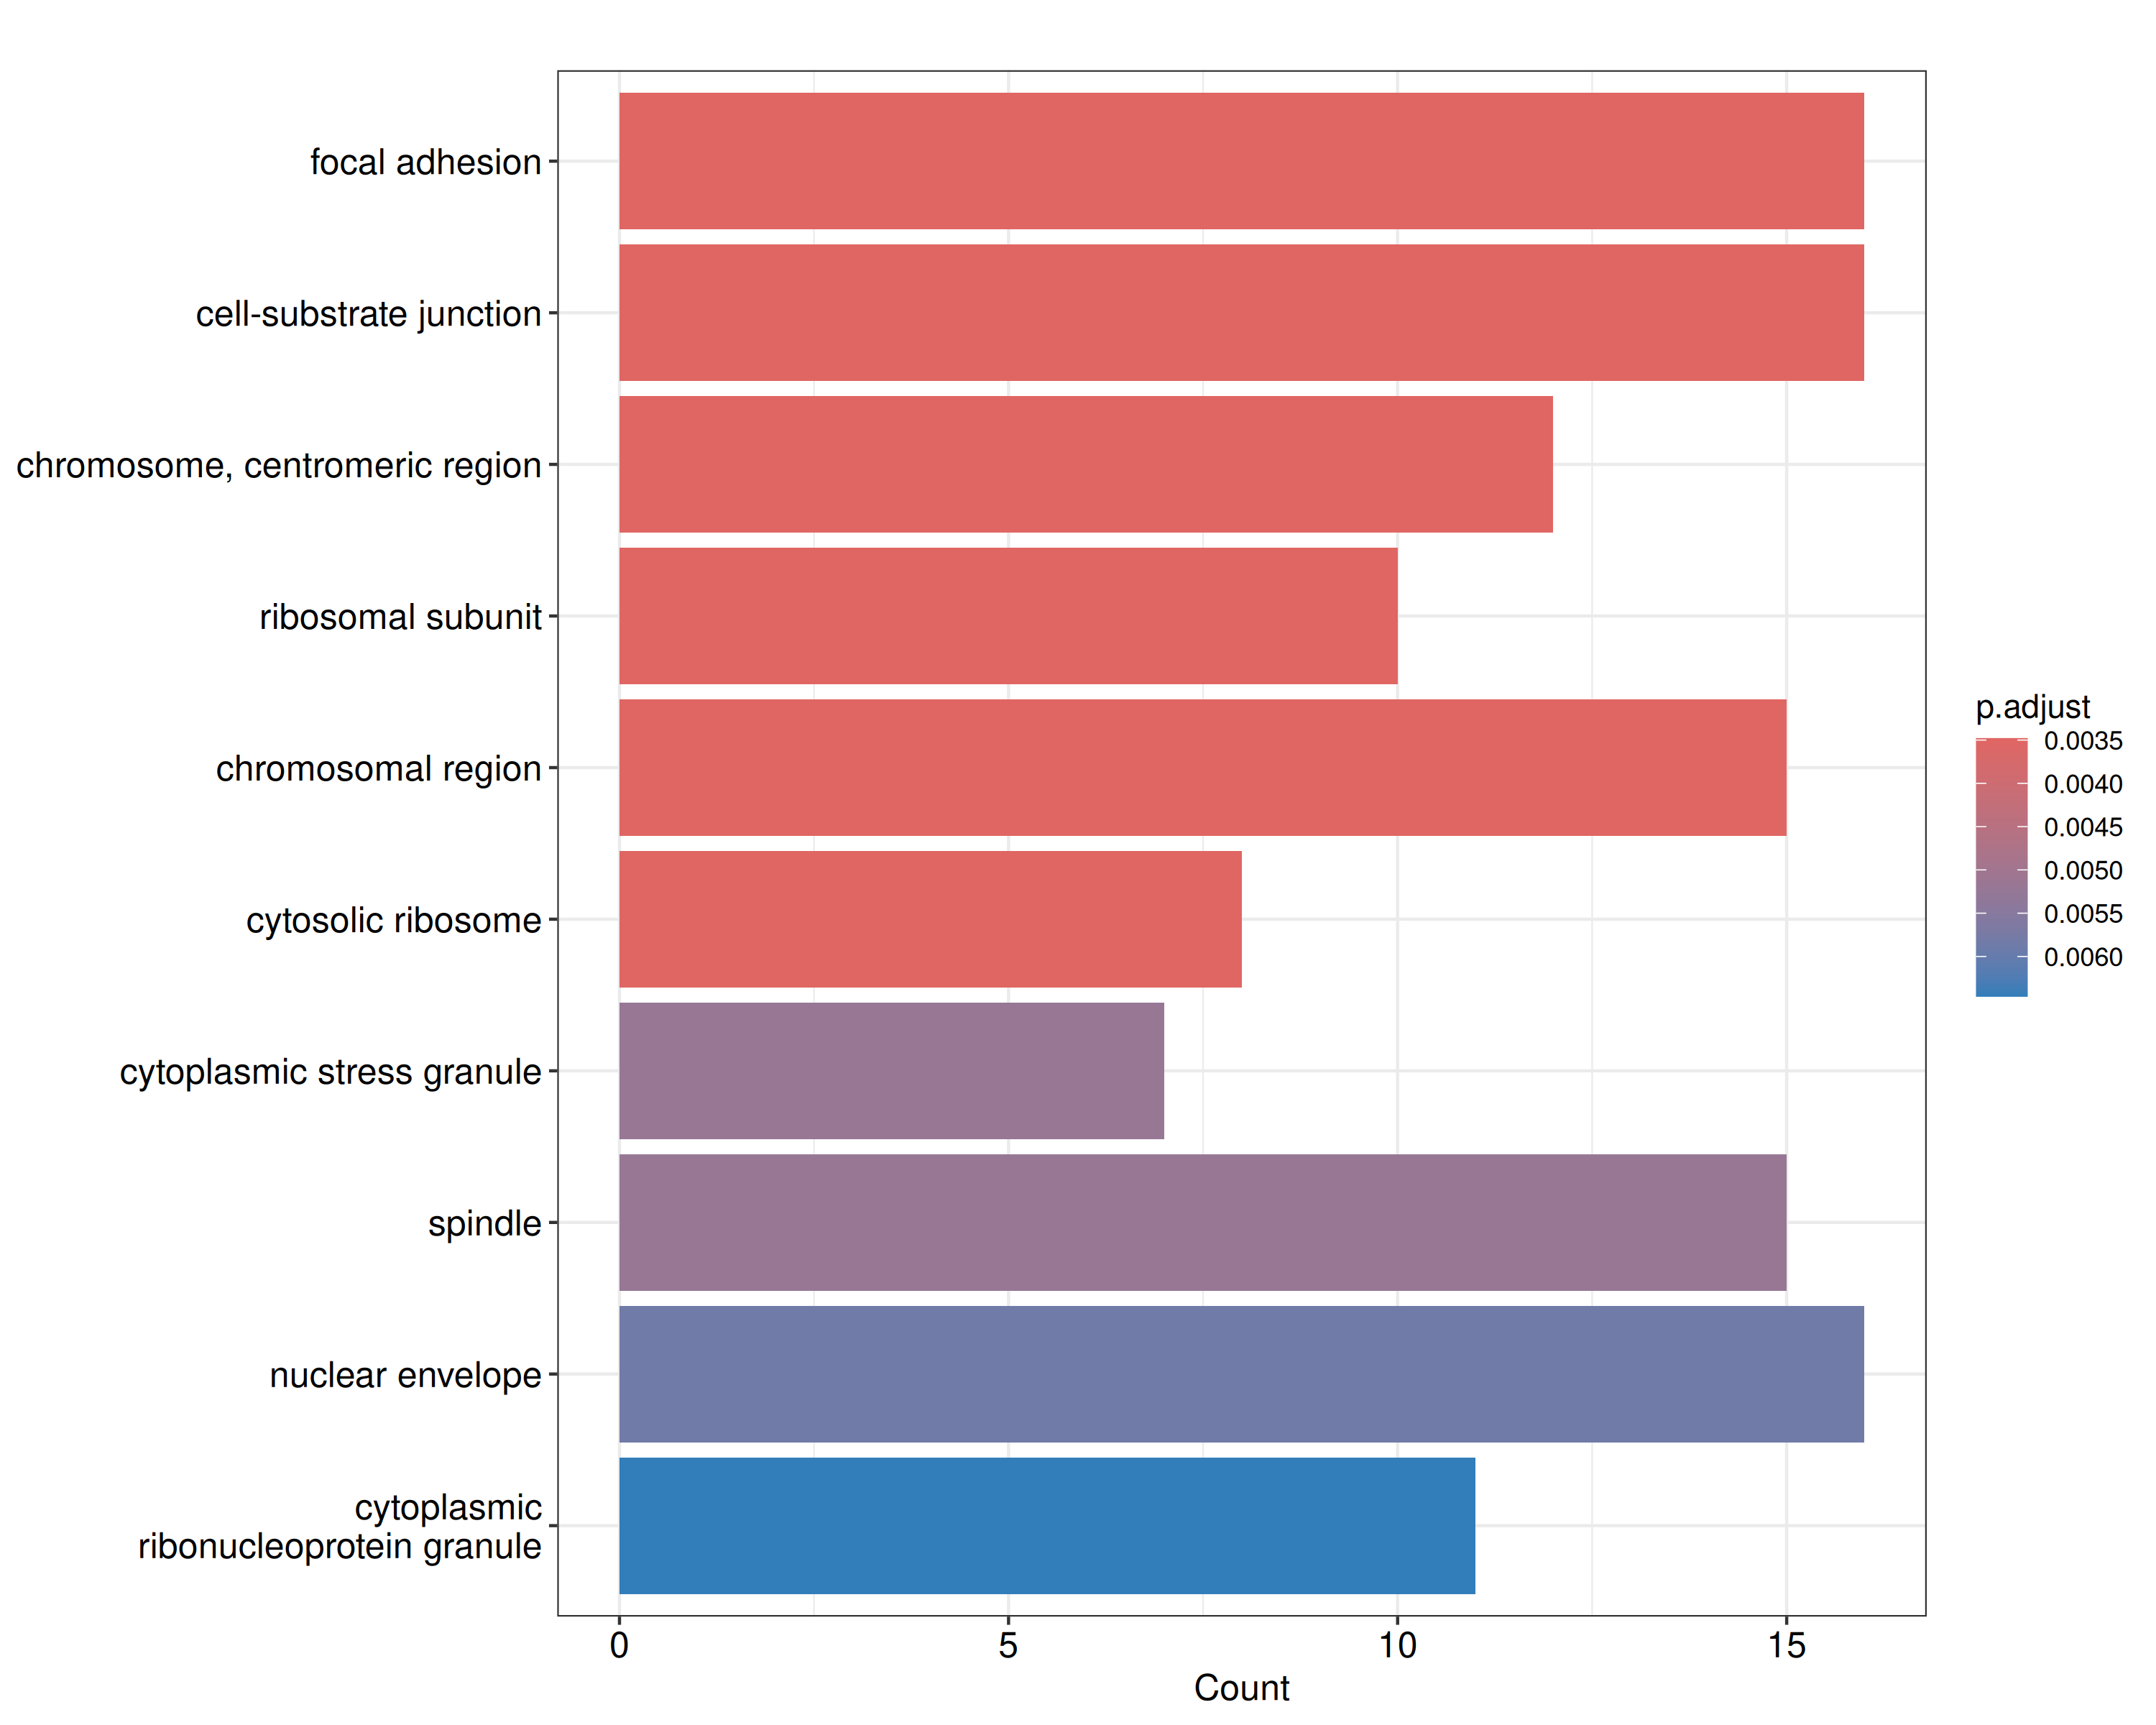 focal adhesion
cell-substrate junction
chromosome, centromeric region
ribosomal subunit
chromosomal region
cytosolic ribosome
cytoplasmic stress granule
spindle
nuclear envelope
cytoplasmic
ribonucleoprotein granule
0 5 10 15
Count
p.adjust
0.0035
0.0040
0.0045
0.0050
0.0055
0.0060